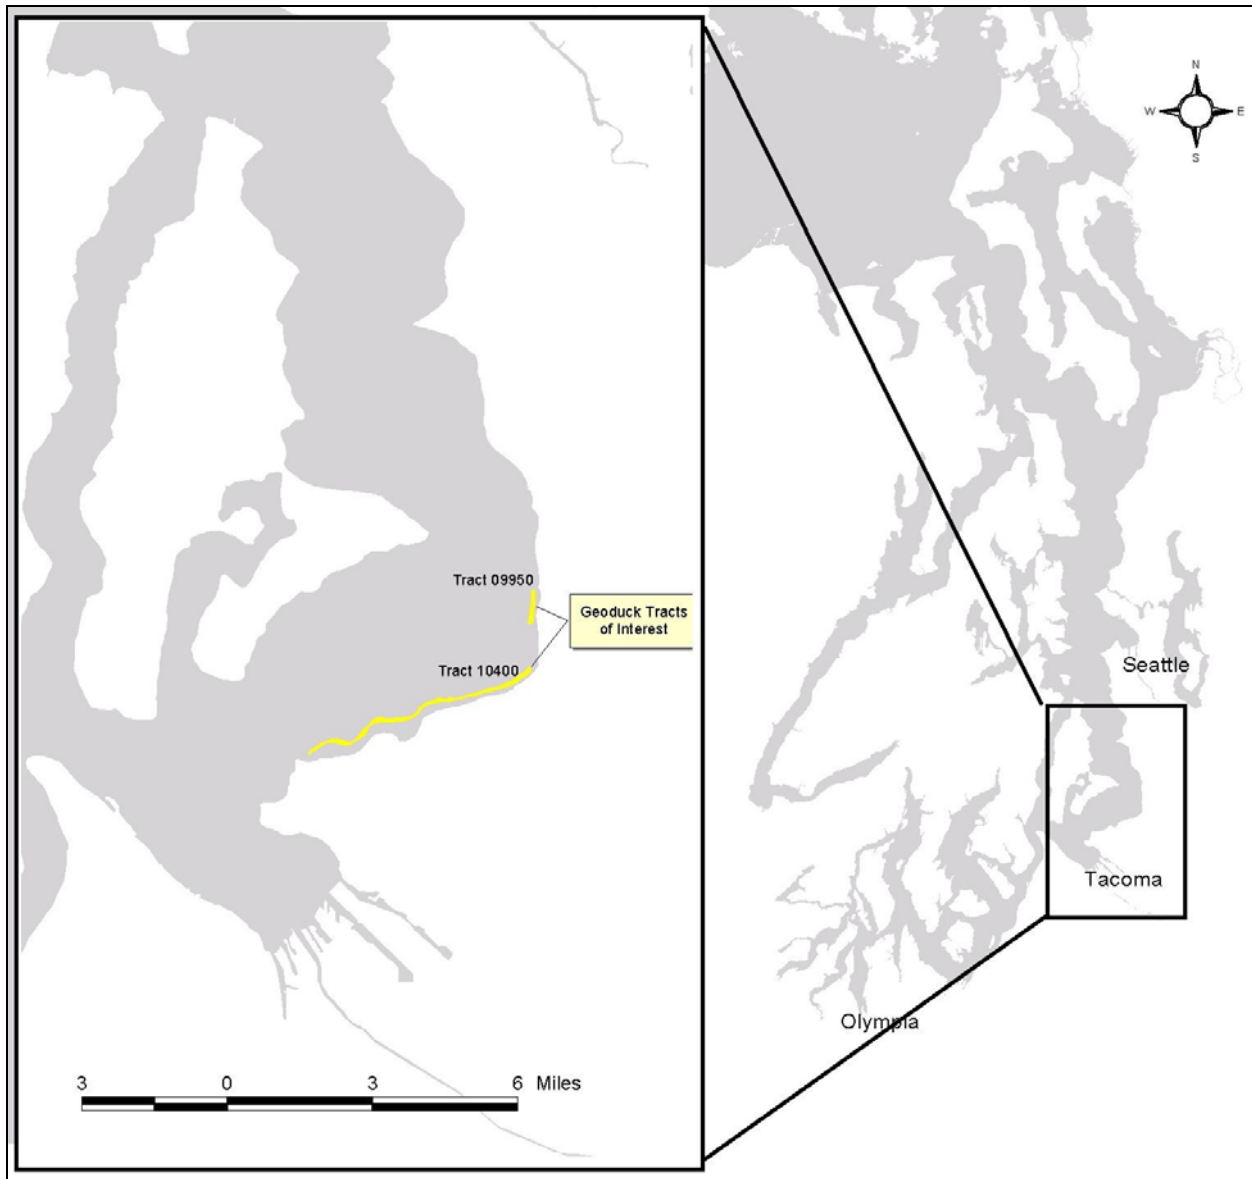 N
W E
S
Tract 09950
Geoduck Tracts
of Interest
Tract 10400
Seattle
Tacoma
Olympia
3 0 3 6 Miles